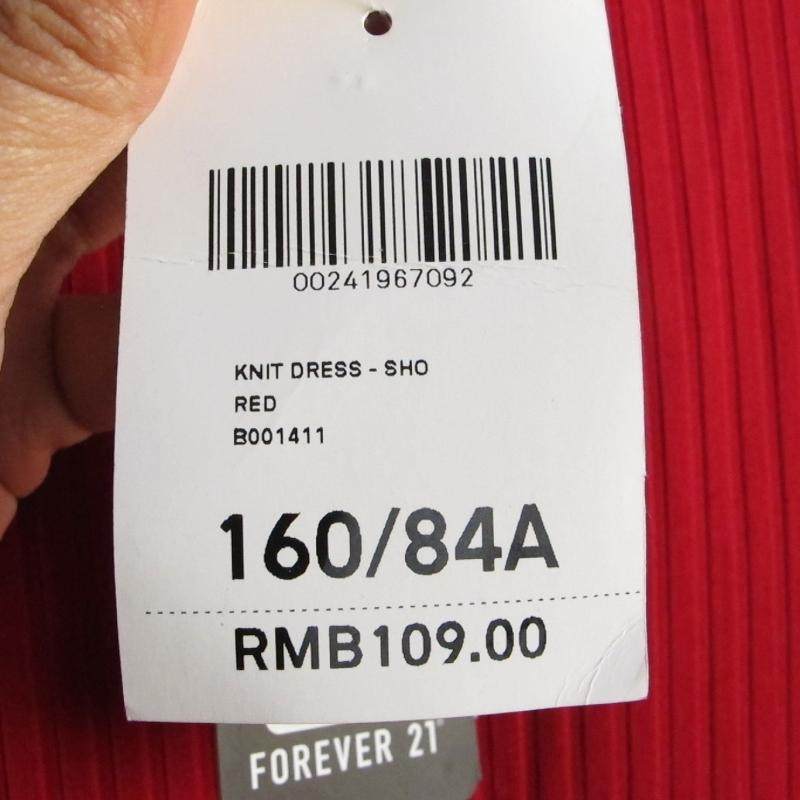 00241967092
KNIT DRESS - SHO
RED
B001411
160/84A
RMB109.00
FOREVER 21